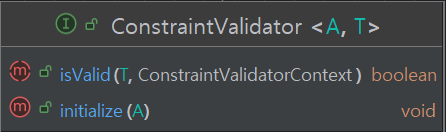 ConstraintValidator <A, T>
isValid(T, ConstraintValidatorContext) boolean
initialize(A) void